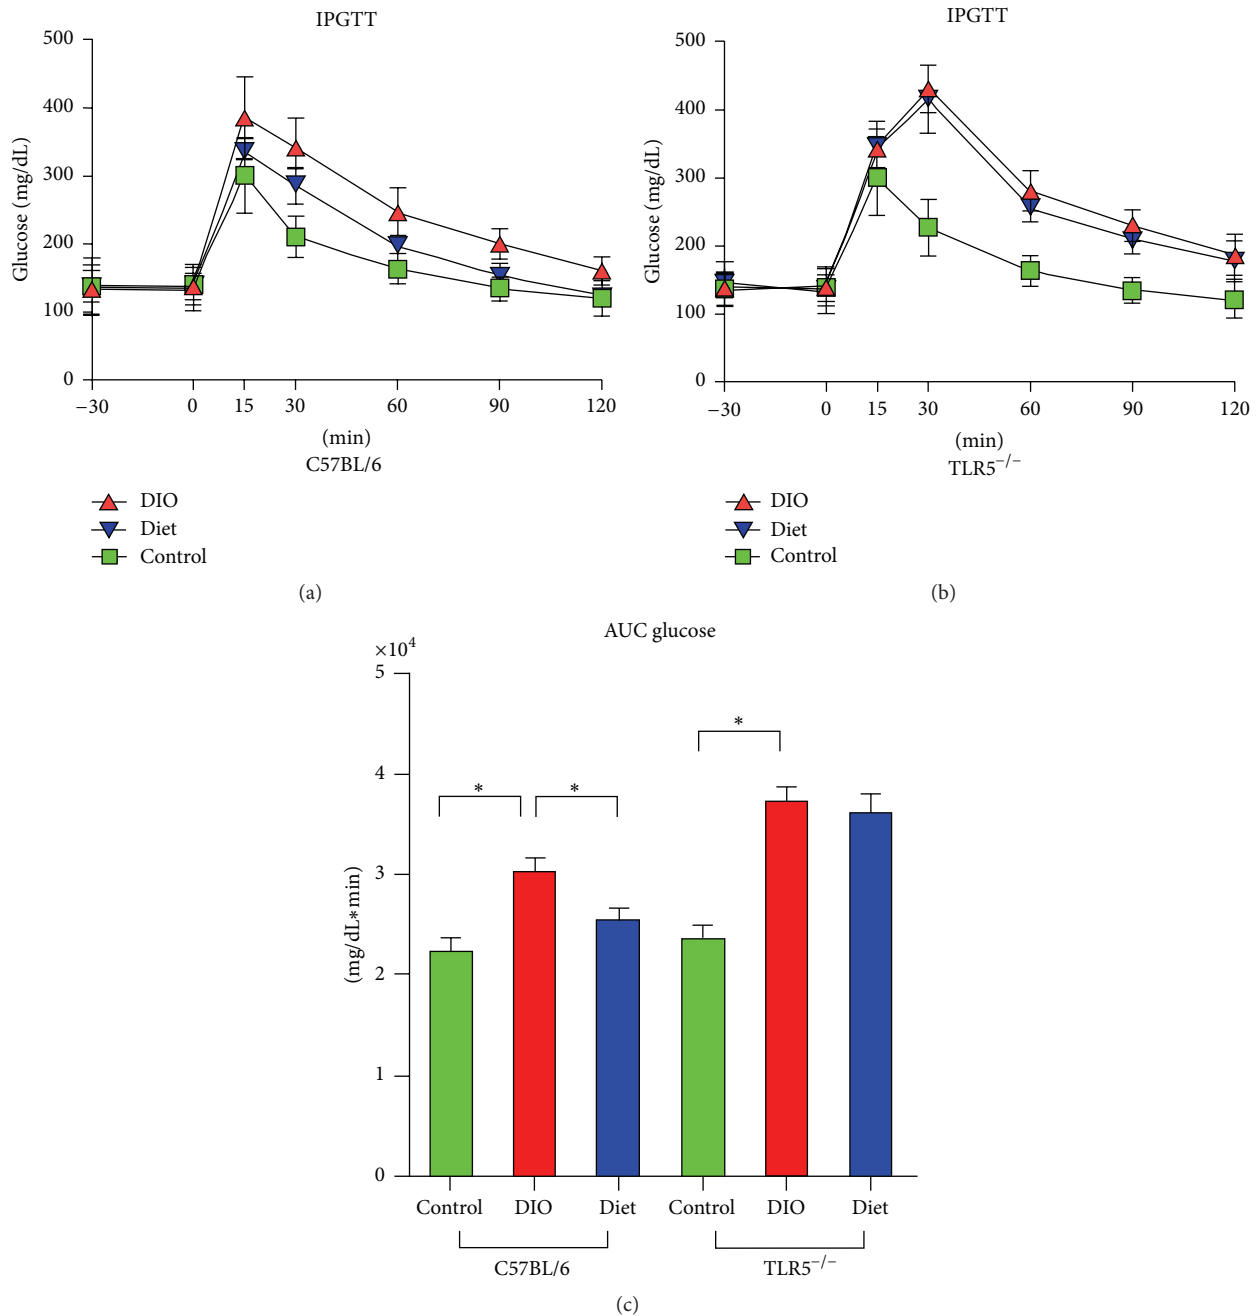 IPGTT
500
400
300
200
100
0
Glucose (mg/dL)
−30 0 15 30 60 90 120
(min)
C57BL/6
DIO
Diet
Control
(a)
IPGTT
500
400
300
200
100
0
Glucose (mg/dL)
−30 0 15 30 60 90 120
(min)
TLR5−/−
DIO
Diet
Control
(b)
AUC glucose
×10⁴
5
4
3
2
1
0
(mg/dL∗min)
* * *
Control DIO Diet Control DIO Diet
C57BL/6 TLR5−/−
(c)